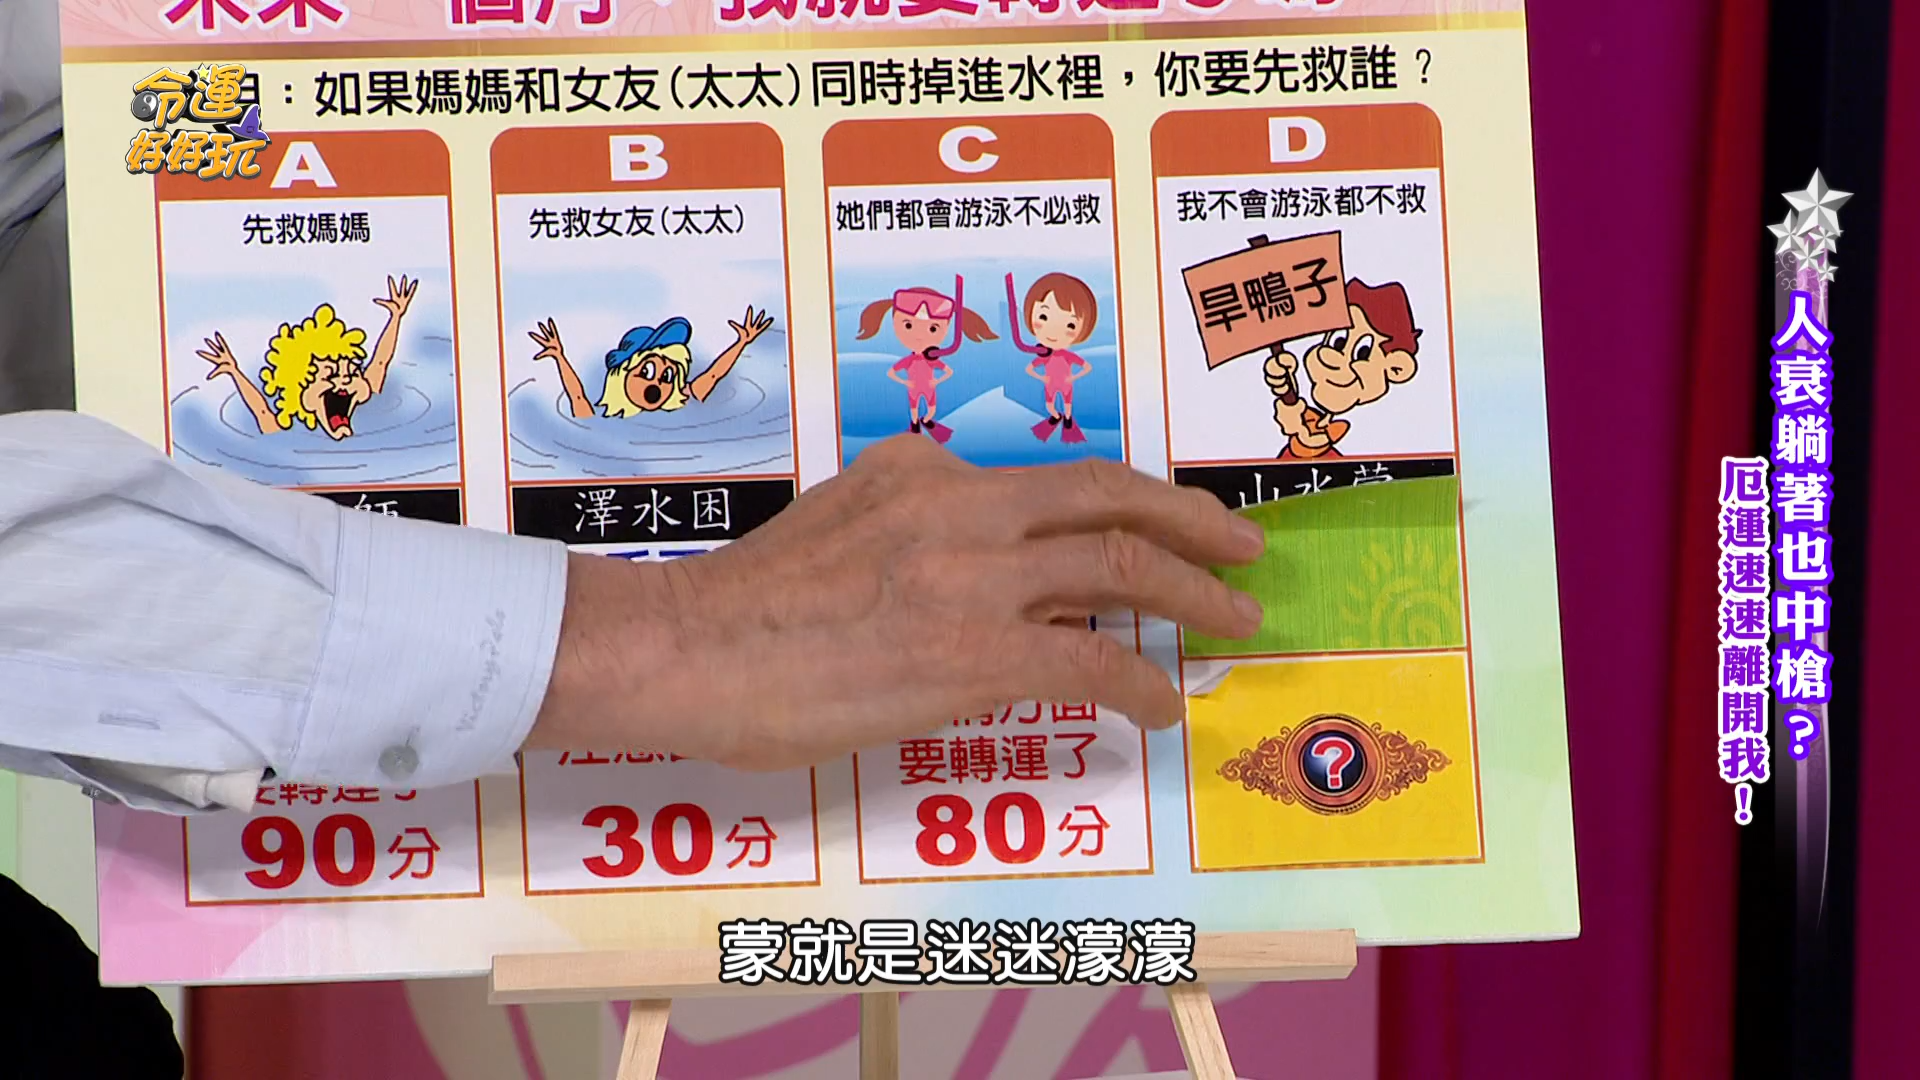 命運
好好玩
：如果媽媽和女友(太太)同時掉進水裡，你要先救誰？
A
先救媽媽
B
先救女友(太太)
澤水困
30分
C
她們都會游泳不必救
要轉運了
80分
D
我不會游泳都不救
旱鴨子
山水蒙
?
90分
人衰躺著也中槍？
厄運速速離開我！
蒙就是迷迷濛濛